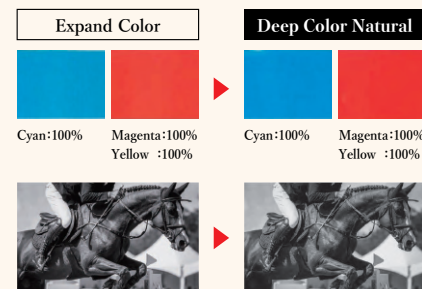 Expand Color
Deep Color Natural
Cyan:100%
Magenta:100%
Yellow :100%
Cyan:100%
Magenta:100%
Yellow :100%